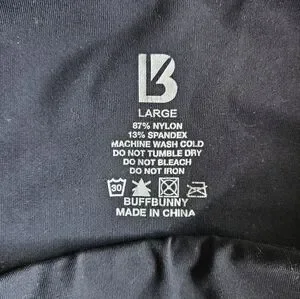 B
LARGE
87% NYLON
13% SPANDEX
MACHINE WASH COLD
DO NOT TUMBLE DRY
DO NOT BLEACH
DO NOT IRON
30
BUFFBUNNY
MADE IN CHINA